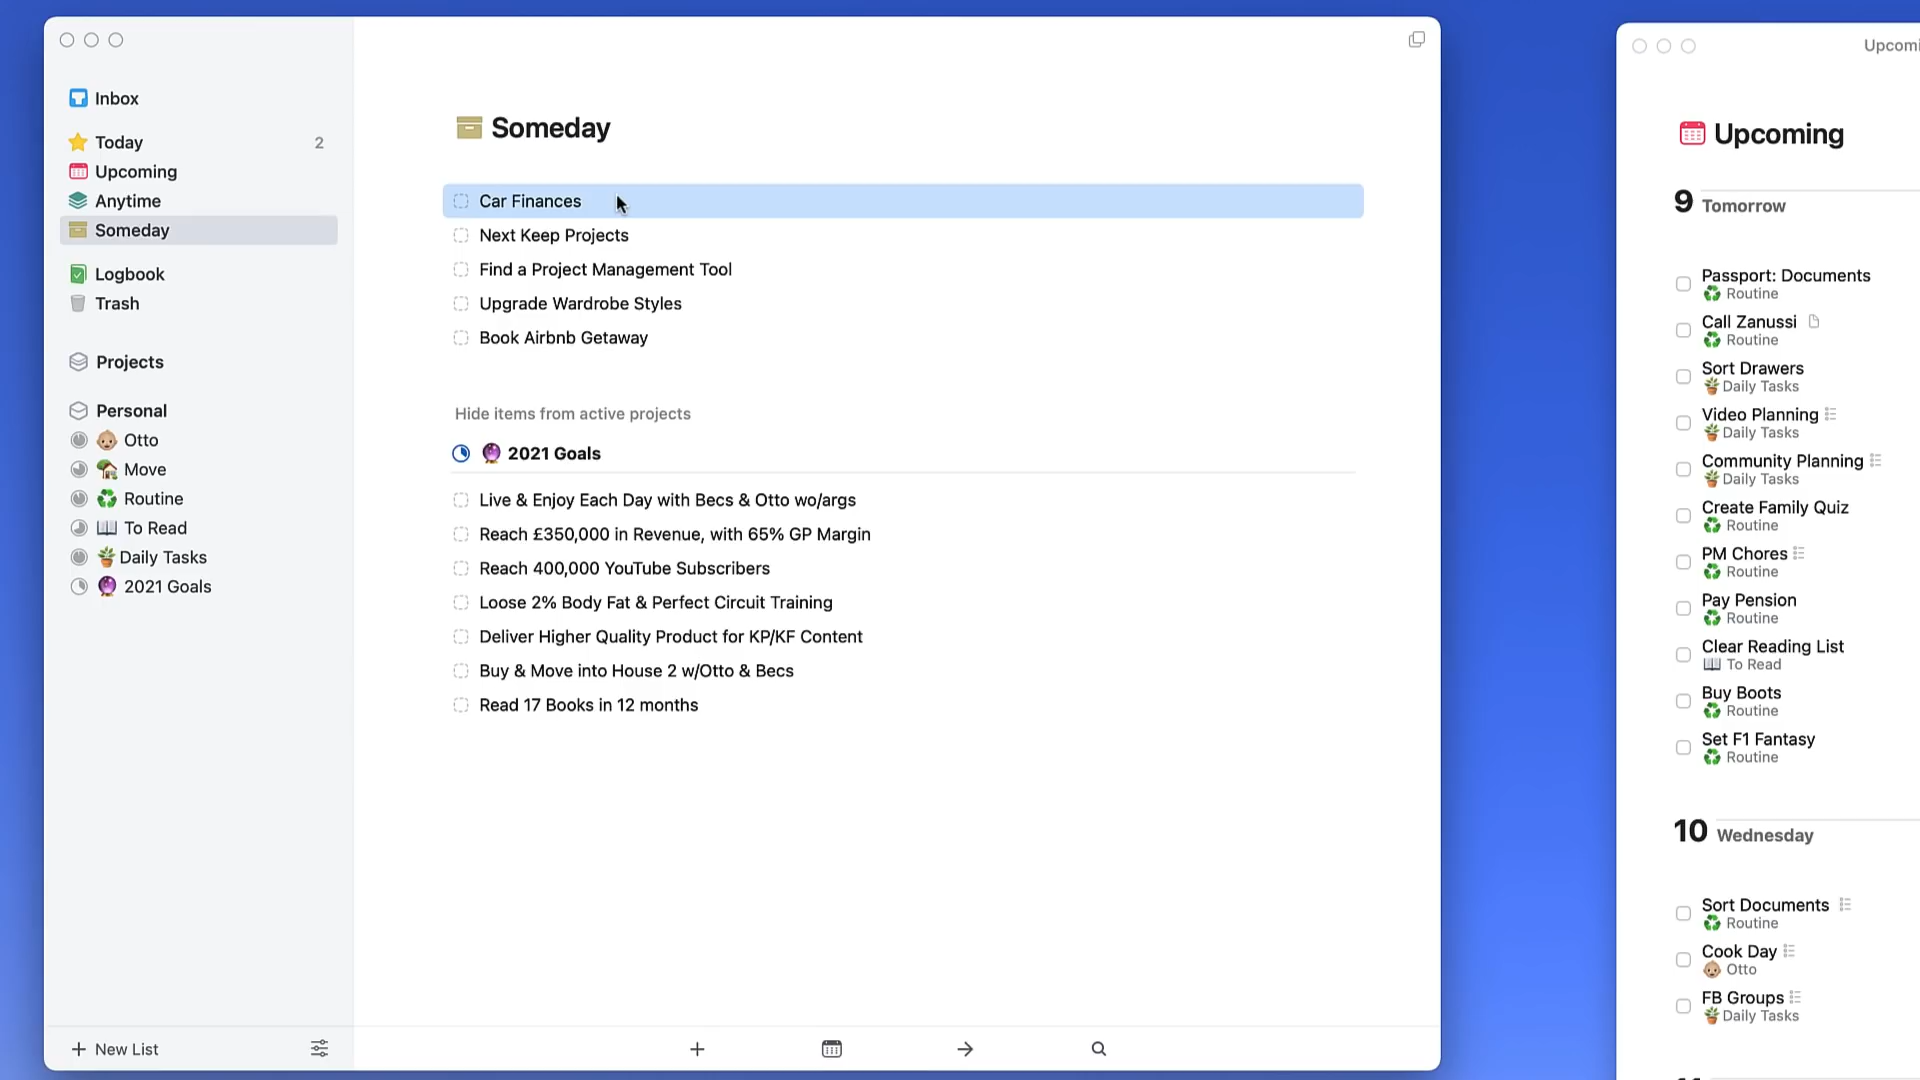 Inbox
Today 2
Upcoming
Anytime
Someday
Logbook
Trash
Projects
Personal
Otto
Move
Routine
To Read
Daily Tasks
2021 Goals
New List
Someday
Car Finances
Next Keep Projects
Find a Project Management Tool
Upgrade Wardrobe Styles
Book Airbnb Getaway
Hide items from active projects
2021 Goals
Live & Enjoy Each Day with Becs & Otto wo/args
Reach £350,000 in Revenue, with 65% GP Margin
Reach 400,000 YouTube Subscribers
Loose 2% Body Fat & Perfect Circuit Training
Deliver Higher Quality Product for KP/KF Content
Buy & Move into House 2 w/Otto & Becs
Read 17 Books in 12 months
Upcomi
Upcoming
9 Tomorrow
Passport: Documents
Routine
Call Zanussi
Routine
Sort Drawers
Daily Tasks
Video Planning
Daily Tasks
Community Planning
Daily Tasks
Create Family Quiz
Routine
PM Chores
Routine
Pay Pension
Routine
Clear Reading List
To Read
Buy Boots
Routine
Set F1 Fantasy
Routine
10 Wednesday
Sort Documents
Routine
Cook Day
Otto
FB Groups
Daily Tasks